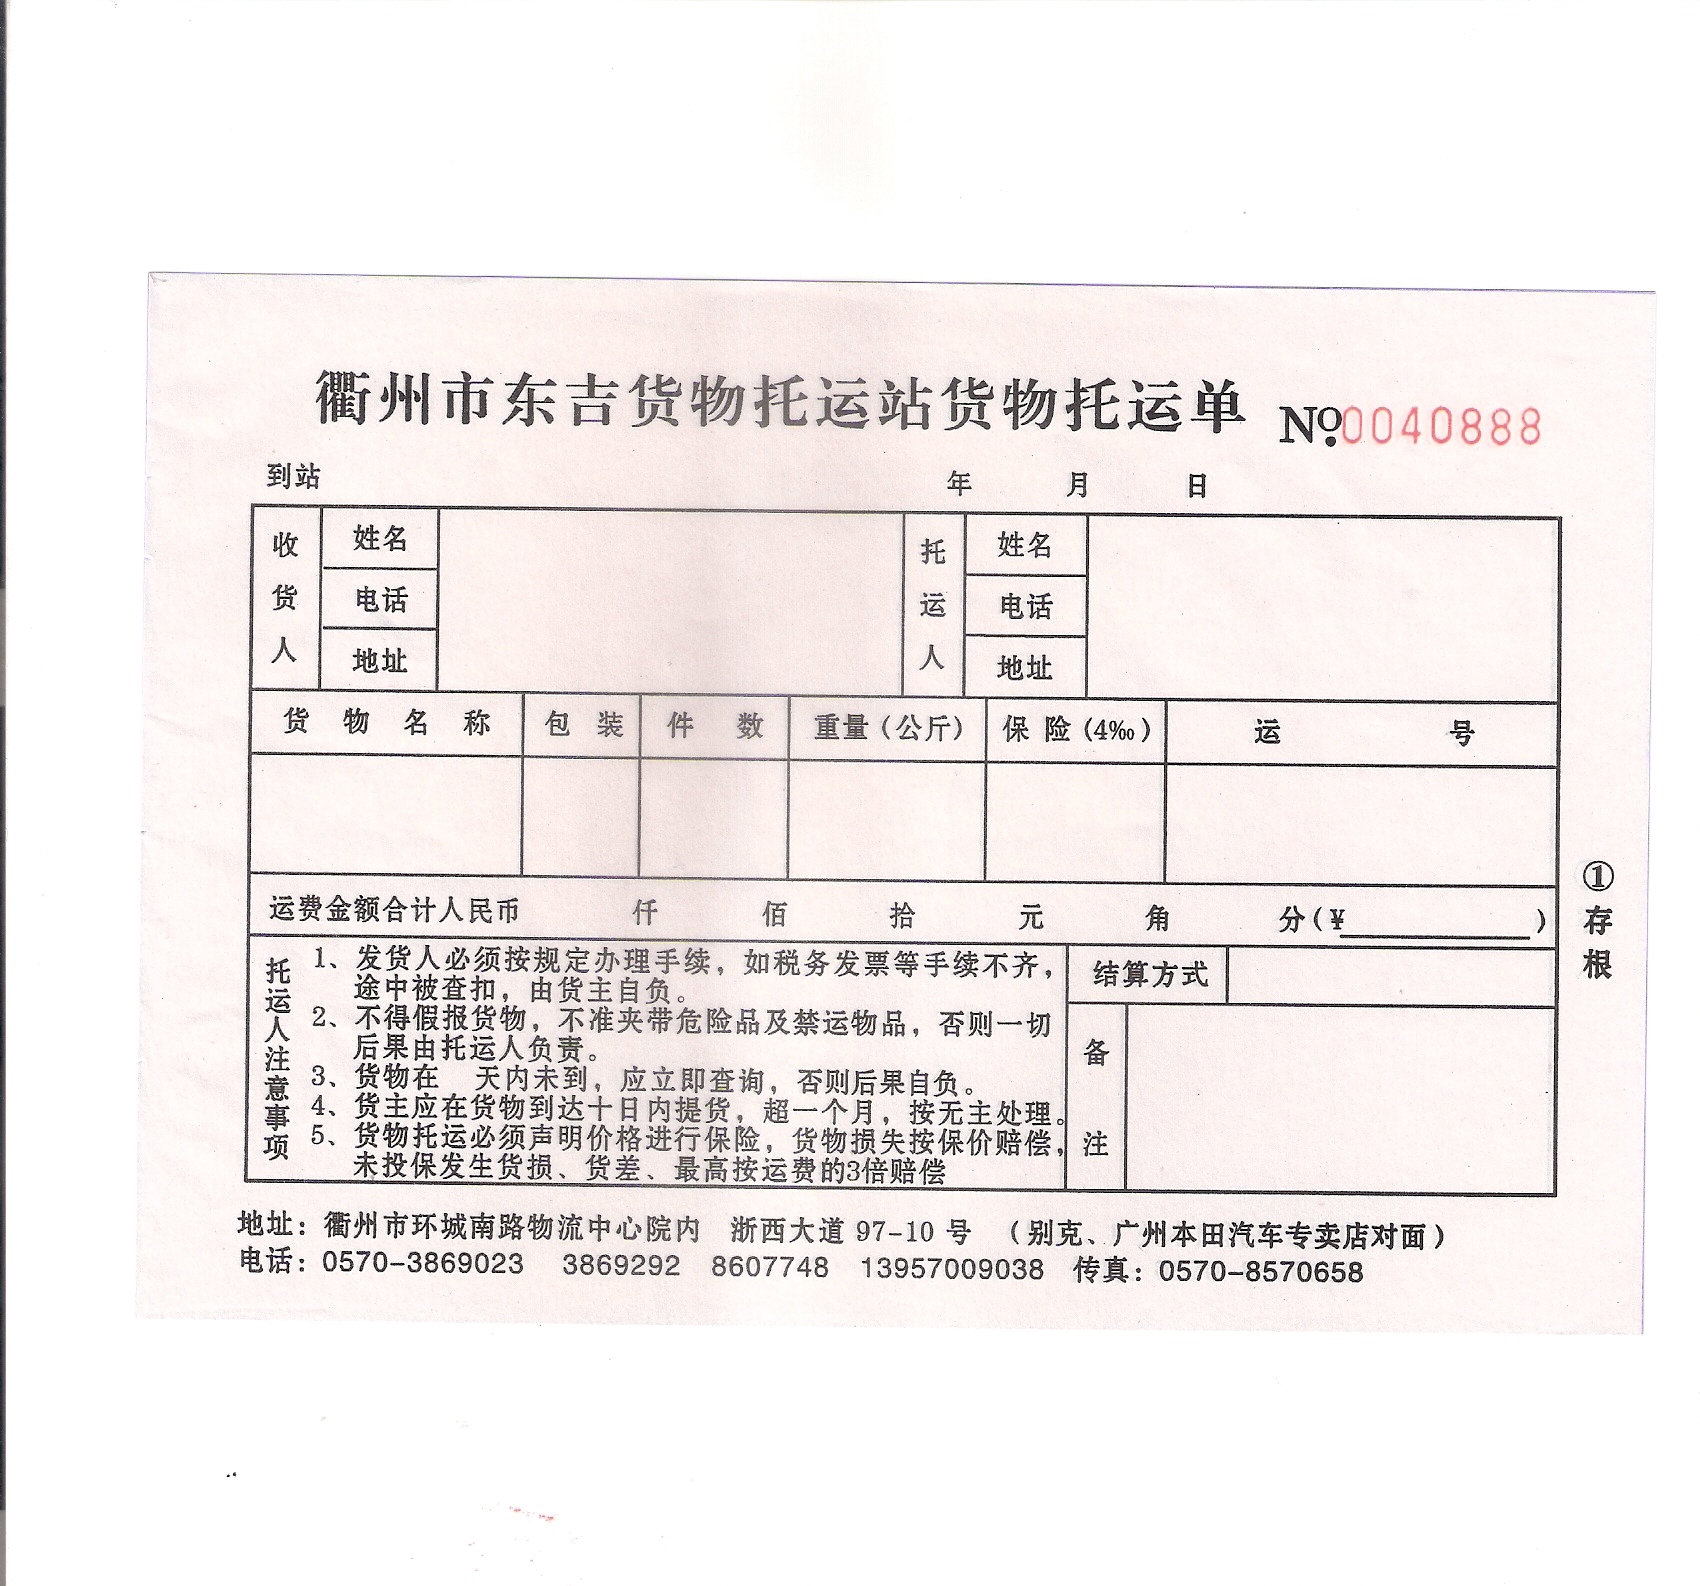 衢州市东吉货物托运站货物托运单 No.0040888
到站 年 月 日
收货人 姓名 托运人 姓名
电话 电话
地址 地址
货物名称 包装 件数 重量(公斤) 保险(4‰) 运号
运费金额合计人民币 仟 佰 拾 元 角 分(¥ )
①存根
托运人注意事项
1、发货人必须按规定办理手续，如税务发票等手续不齐，
途中被查扣，由货主自负。
2、不得假报货物，不准夹带危险品及禁运物品，否则一切
后果由托运人负责。
3、货物在 天内未到，应立即查询，否则后果自负。
4、货主应在货物到达十日内提货，超一个月，按无主处理。
5、货物托运必须声明价格进行保险，货物损失按保价赔偿，
未投保发生货损、货差、最高按运费的3倍赔偿
结算方式
备注
地址：衢州市环城南路物流中心院内 浙西大道97-10号 （别克、广州本田汽车专卖店对面）
电话：0570-3869023 3869292 8607748 13957009038 传真：0570-8570658